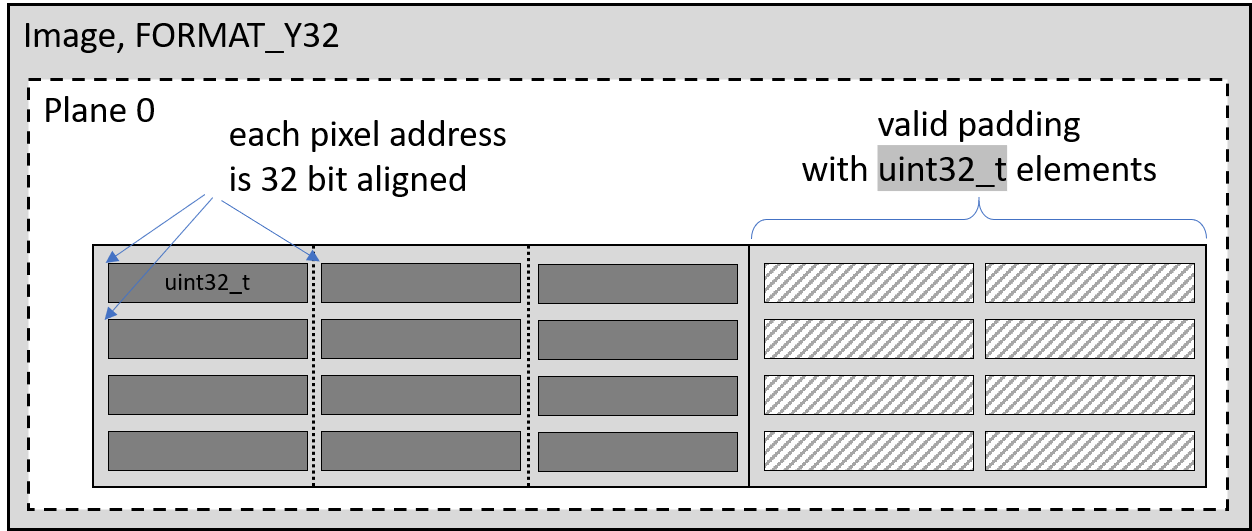 Image, FORMAT_Y32
Plane 0
each pixel address
is 32 bit aligned
valid padding
with uint32_t elements
uint32_t